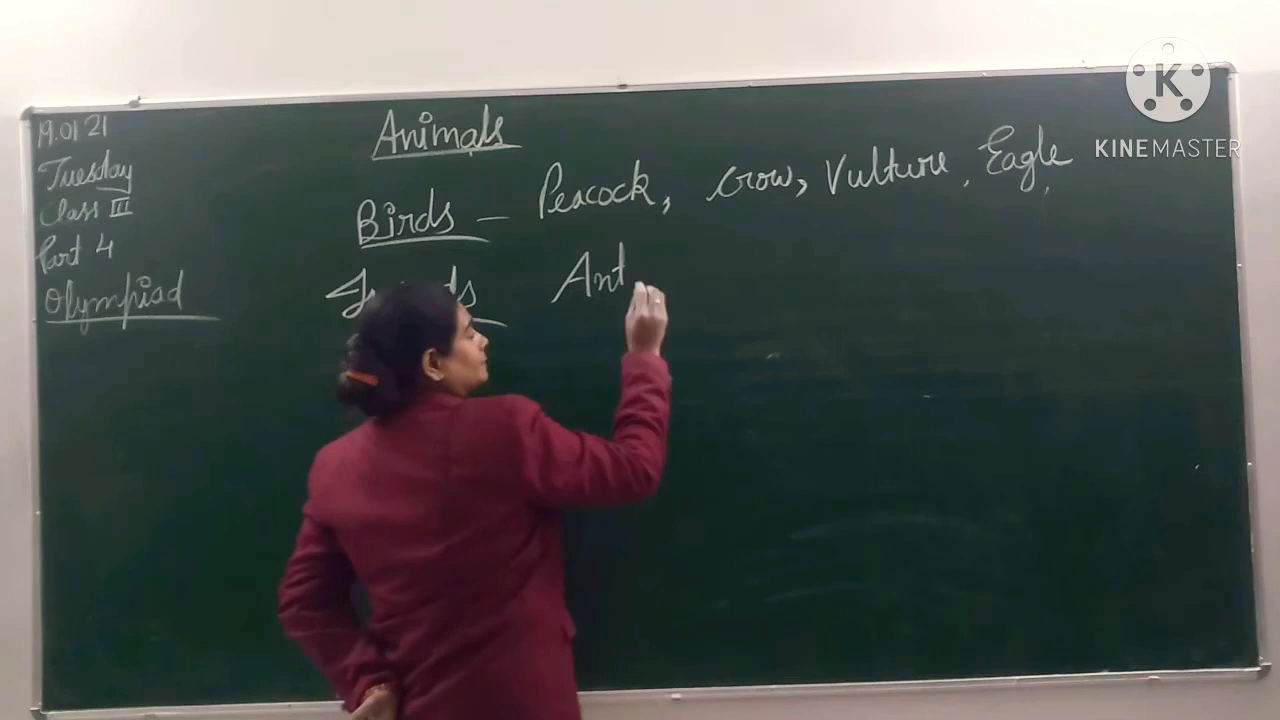 19.01.21
Tuesday
Class III
Part 4
Olympiad
Animals
Birds – Peacock, crow, Vulture, Eagle,
Ant
K
KINEMASTER